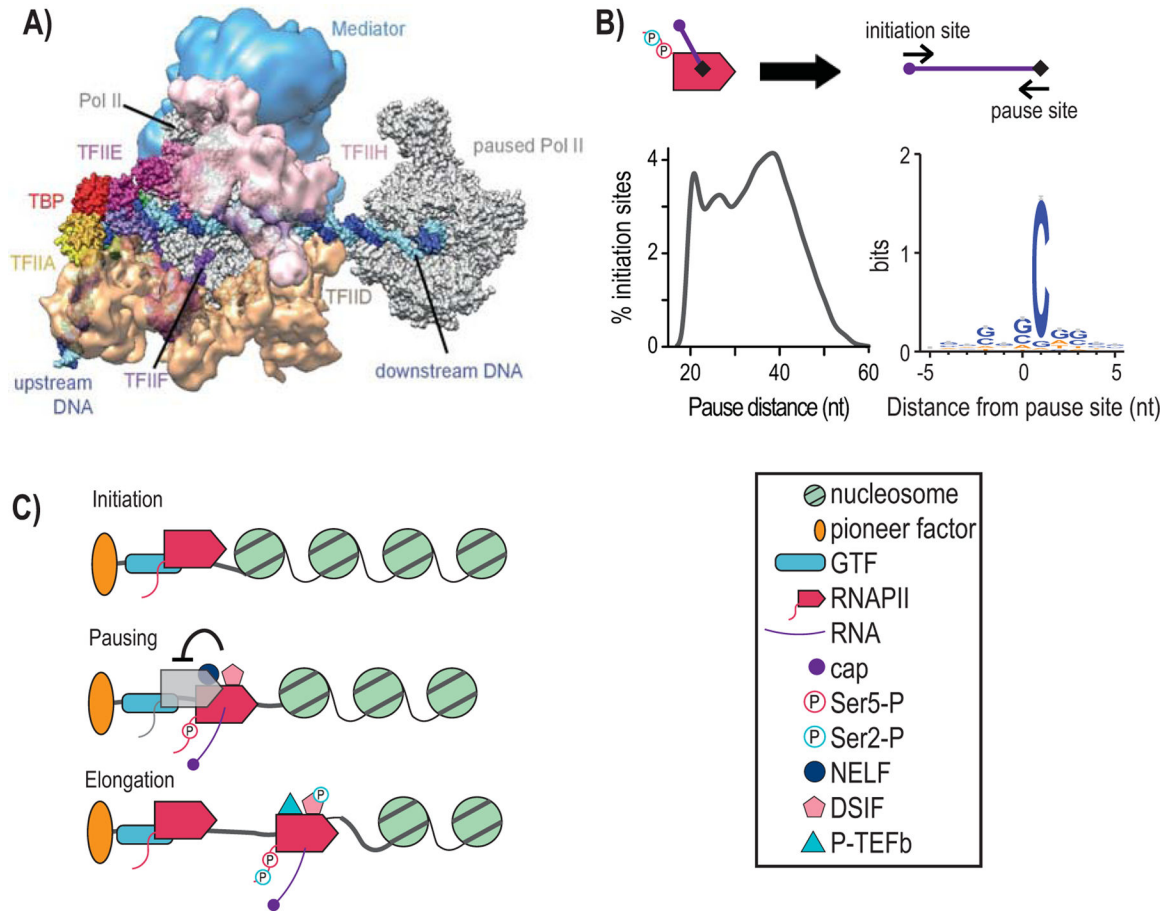 A)
Mediator
Pol II
TFIIE
TFIIH
paused Pol II
TBP
TFIIA
TFIID
upstream
DNA
TFIIF
downstream DNA
B)
P
P
initiation site
pause site
% initiation sites
4
2
0
20
40
60
Pause distance (nt)
bits
2
1
0
G
C
G
C
A
C
G
G
A
T
G
C
-5
0
5
Distance from pause site (nt)
C)
Initiation
Pausing
P
Elongation
P
P
P
nucleosome
pioneer factor
GTF
RNAPII
RNA
cap
P Ser5-P
P Ser2-P
NELF
DSIF
P-TEFb